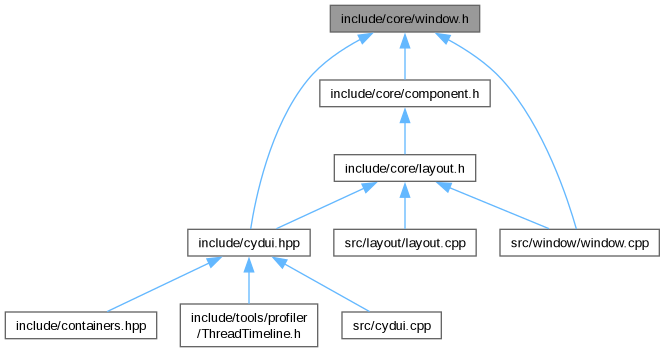 include/core/window.h
include/core/component.h
include/core/layout.h
include/cydui.hpp
src/layout/layout.cpp
src/window/window.cpp
include/containers.hpp
include/tools/profiler
/ThreadTimeline.h
src/cydui.cpp